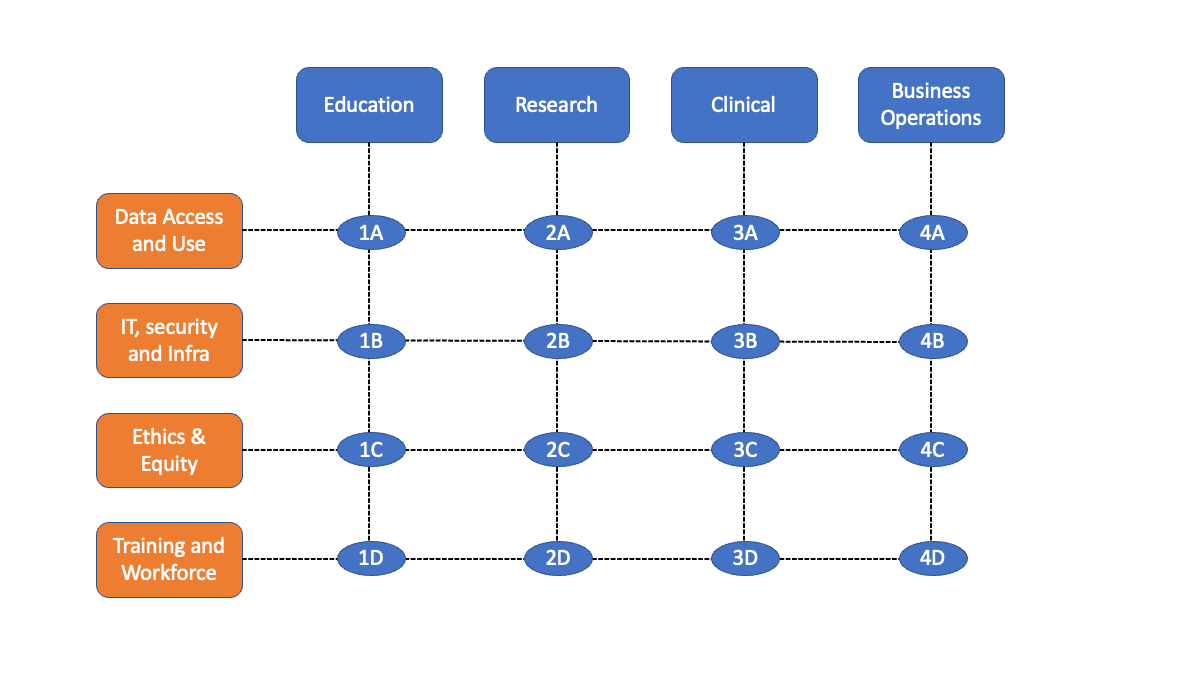 Education
Research
Clinical
Business
Operations
Data Access
and Use
1A
2A
3A
4A
IT, security
and Infra
1B
2B
3B
4B
Ethics &
Equity
1C
2C
3C
4C
Training and
Workforce
1D
2D
3D
4D